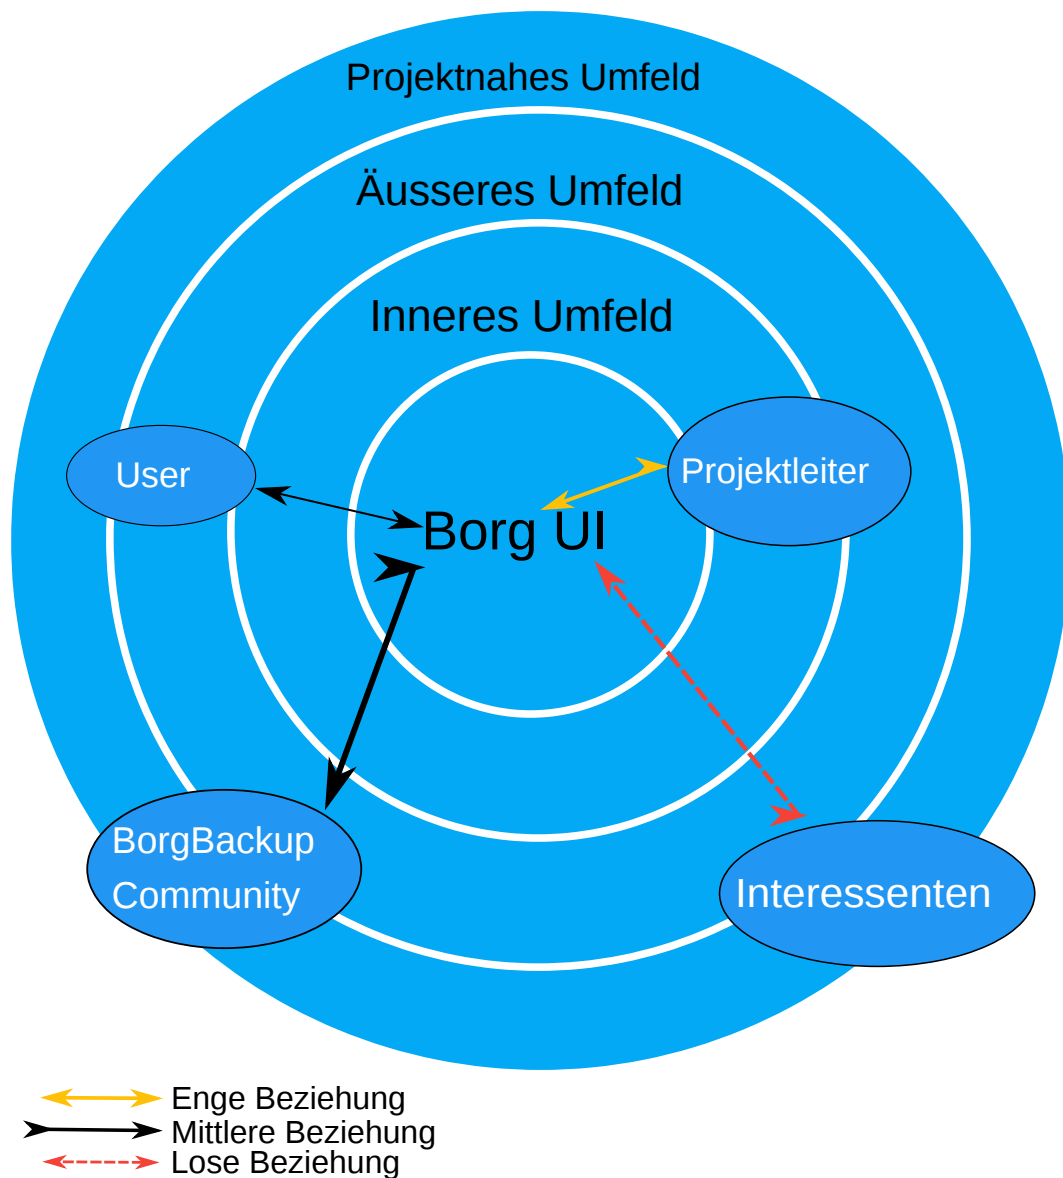 Projektnahes Umfeld
Äusseres Umfeld
Inneres Umfeld
User
Projektleiter
Borg UI
BorgBackup
Community
Interessenten
Enge Beziehung
Mittlere Beziehung
Lose Beziehung